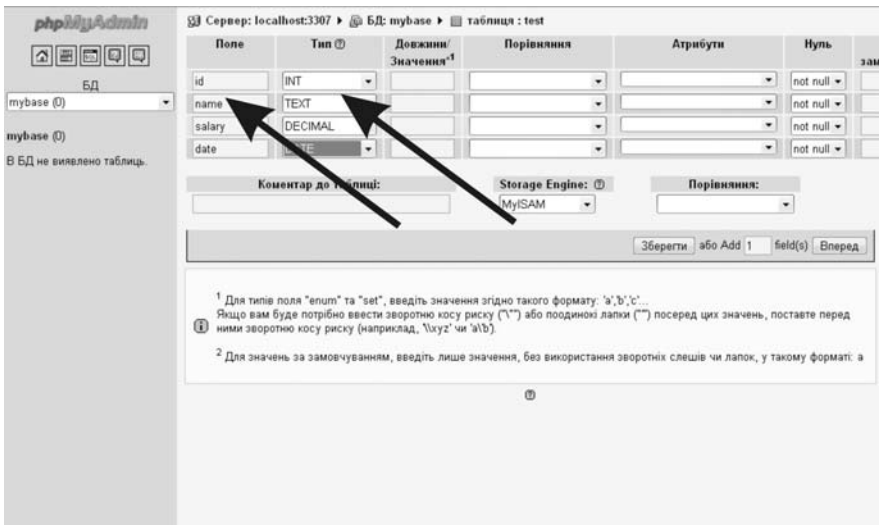 phpMyAdmin
Сервер: localhost:3307 ▸ БД: mybase ▸ таблиця : test
Поле Тип Довжини/Значення*1 Порівняння Атрибути Нуль
БД
mybase (0)
mybase (0)
В БД не виявлено таблиць.
id INT not null
name TEXT not null
salary DECIMAL not null
date DATE not null
Коментар до таблиці: Storage Engine: Порівняння:
MyISAM
Зберегти або Add 1 field(s) Вперед
1 Для типів поля "enum" та "set", введіть значення згідно такого формату: 'a','b','c'...
Якщо вам буде потрібно ввести зворотню косу риску ("\"") або поодинокі лапки ("'") посеред цих значень, поставте перед
ними зворотню косу риску (наприклад, '\\xyz' чи 'a\'b').
2 Для значень за замовчуванням, введіть лише значення, без використання зворотніх слешів чи лапок, у такому форматі: a